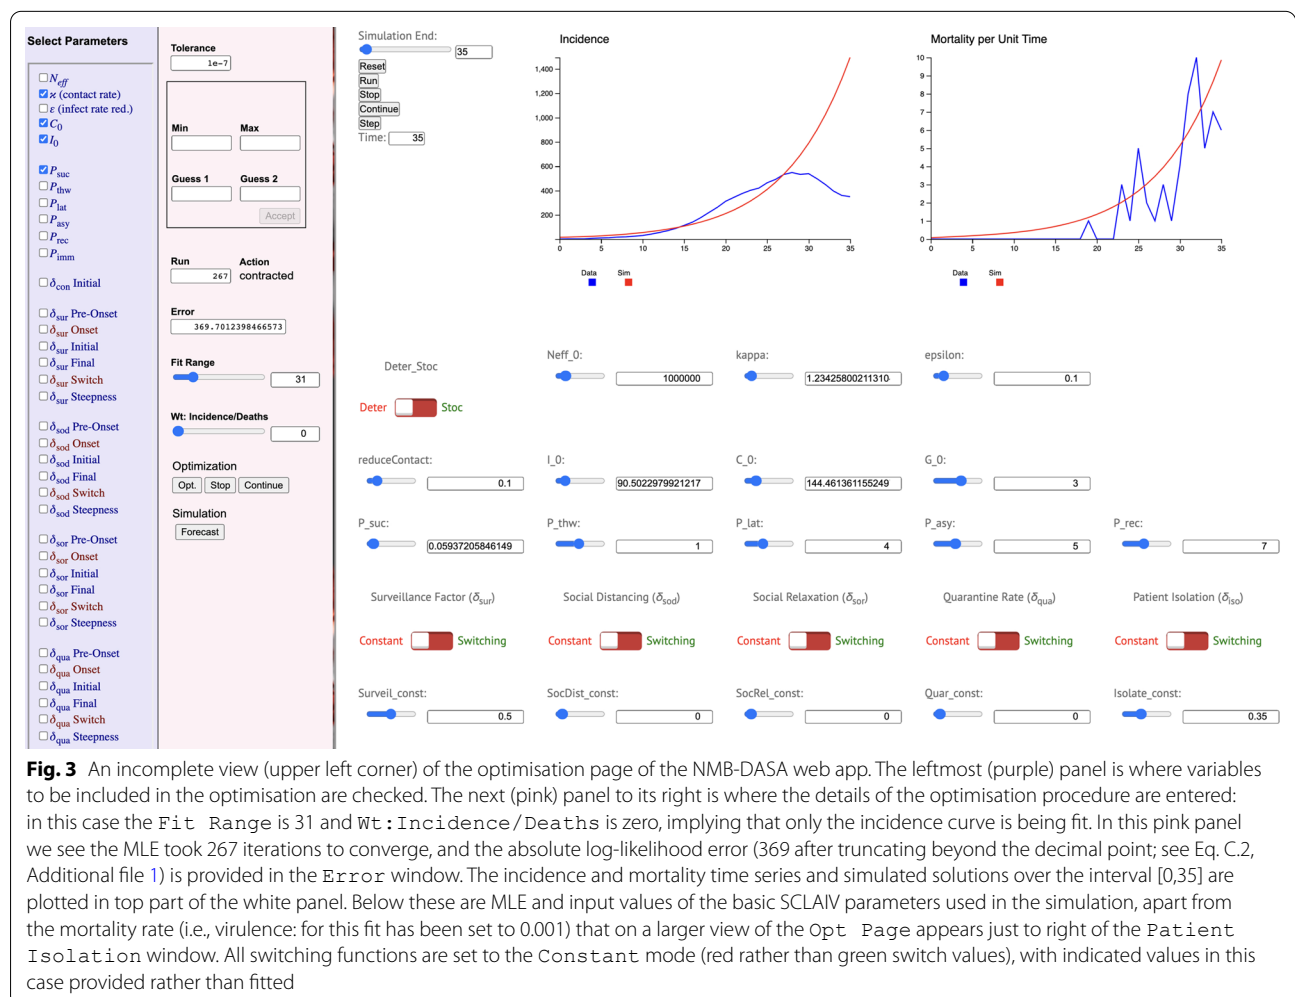 Select Parameters
N_eff
ϰ (contact rate)
ε (infect rate red.)
C_0
I_0
P_suc
P_thw
P_lat
P_asy
P_rec
P_imm
δ_con Initial
δ_sur Pre-Onset
δ_sur Onset
δ_sur Initial
δ_sur Final
δ_sur Switch
δ_sur Steepness
δ_sod Pre-Onset
δ_sod Onset
δ_sod Initial
δ_sod Final
δ_sod Switch
δ_sod Steepness
δ_sor Pre-Onset
δ_sor Onset
δ_sor Initial
δ_sor Final
δ_sor Switch
δ_sor Steepness
δ_qua Pre-Onset
δ_qua Onset
δ_qua Initial
δ_qua Final
δ_qua Switch
δ_qua Steepness
Tolerance
1e-7
Min Max
Guess 1 Guess 2
Accept
Run Action
267 contracted
Error
369.7012398466573
Fit Range
31
Wt: Incidence/Deaths
0
Optimization
Opt. Stop Continue
Simulation
Forecast
Simulation End:
35
Reset
Run
Stop
Continue
Step
Time: 35
Incidence
1,400
1,200
1,000
800
600
400
200
0 5 10 15 20 25 30 35
Data Sim
Mortality per Unit Time
10
9
8
7
6
5
4
3
2
1
0
0 5 10 15 20 25 30 35
Data Sim
Deter_Stoc
Deter Stoc
Neff_0: kappa: epsilon:
1000000 1.23425800211310 0.1
reduceContact: I_0: C_0: G_0:
0.1 90.5022979921217 144.461361155249 3
P_suc: P_thw: P_lat: P_asy: P_rec:
0.05937205846149 1 4 5 7
Surveillance Factor (δ_sur) Social Distancing (δ_sod) Social Relaxation (δ_sor) Quarantine Rate (δ_qua) Patient Isolation (δ_iso)
Constant Switching Constant Switching Constant Switching Constant Switching Constant Switching
Surveil_const: SocDist_const: SocRel_const: Quar_const: Isolate_const:
0.5 0 0 0 0.35
Fig. 3 An incomplete view (upper left corner) of the optimisation page of the NMB-DASA web app. The leftmost (purple) panel is where variables
to be included in the optimisation are checked. The next (pink) panel to its right is where the details of the optimisation procedure are entered:
in this case the Fit Range is 31 and Wt:Incidence/Deaths is zero, implying that only the incidence curve is being fit. In this pink panel
we see the MLE took 267 iterations to converge, and the absolute log-likelihood error (369 after truncating beyond the decimal point; see Eq. C.2,
Additional file 1) is provided in the Error window. The incidence and mortality time series and simulated solutions over the interval [0,35] are
plotted in top part of the white panel. Below these are MLE and input values of the basic SCLAIV parameters used in the simulation, apart from
the mortality rate (i.e., virulence: for this fit has been set to 0.001) that on a larger view of the Opt Page appears just to right of the Patient
Isolation window. All switching functions are set to the Constant mode (red rather than green switch values), with indicated values in this
case provided rather than fitted